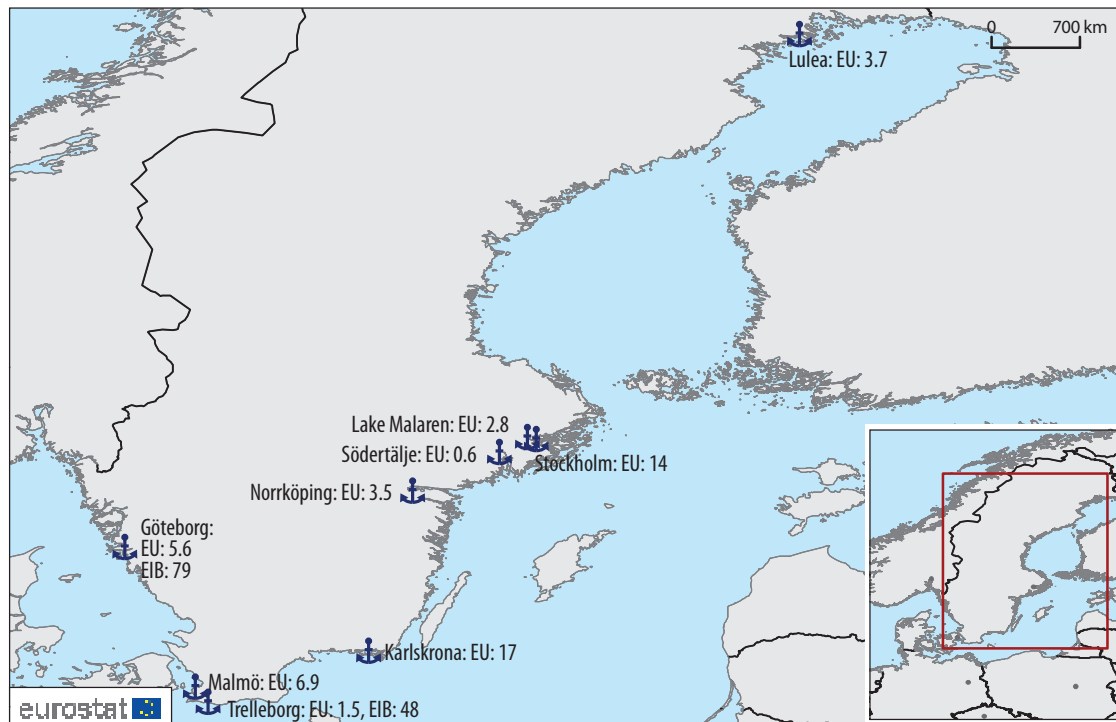 0 700 km
Lulea: EU: 3.7
Lake Malaren: EU: 2.8
Södertälje: EU: 0.6
Stockholm: EU: 14
Norrköping: EU: 3.5
Göteborg:
EU: 5.6
EIB: 79
Karlskrona: EU: 17
Malmö: EU: 6.9
Trelleborg: EU: 1.5, EIB: 48
eurostat